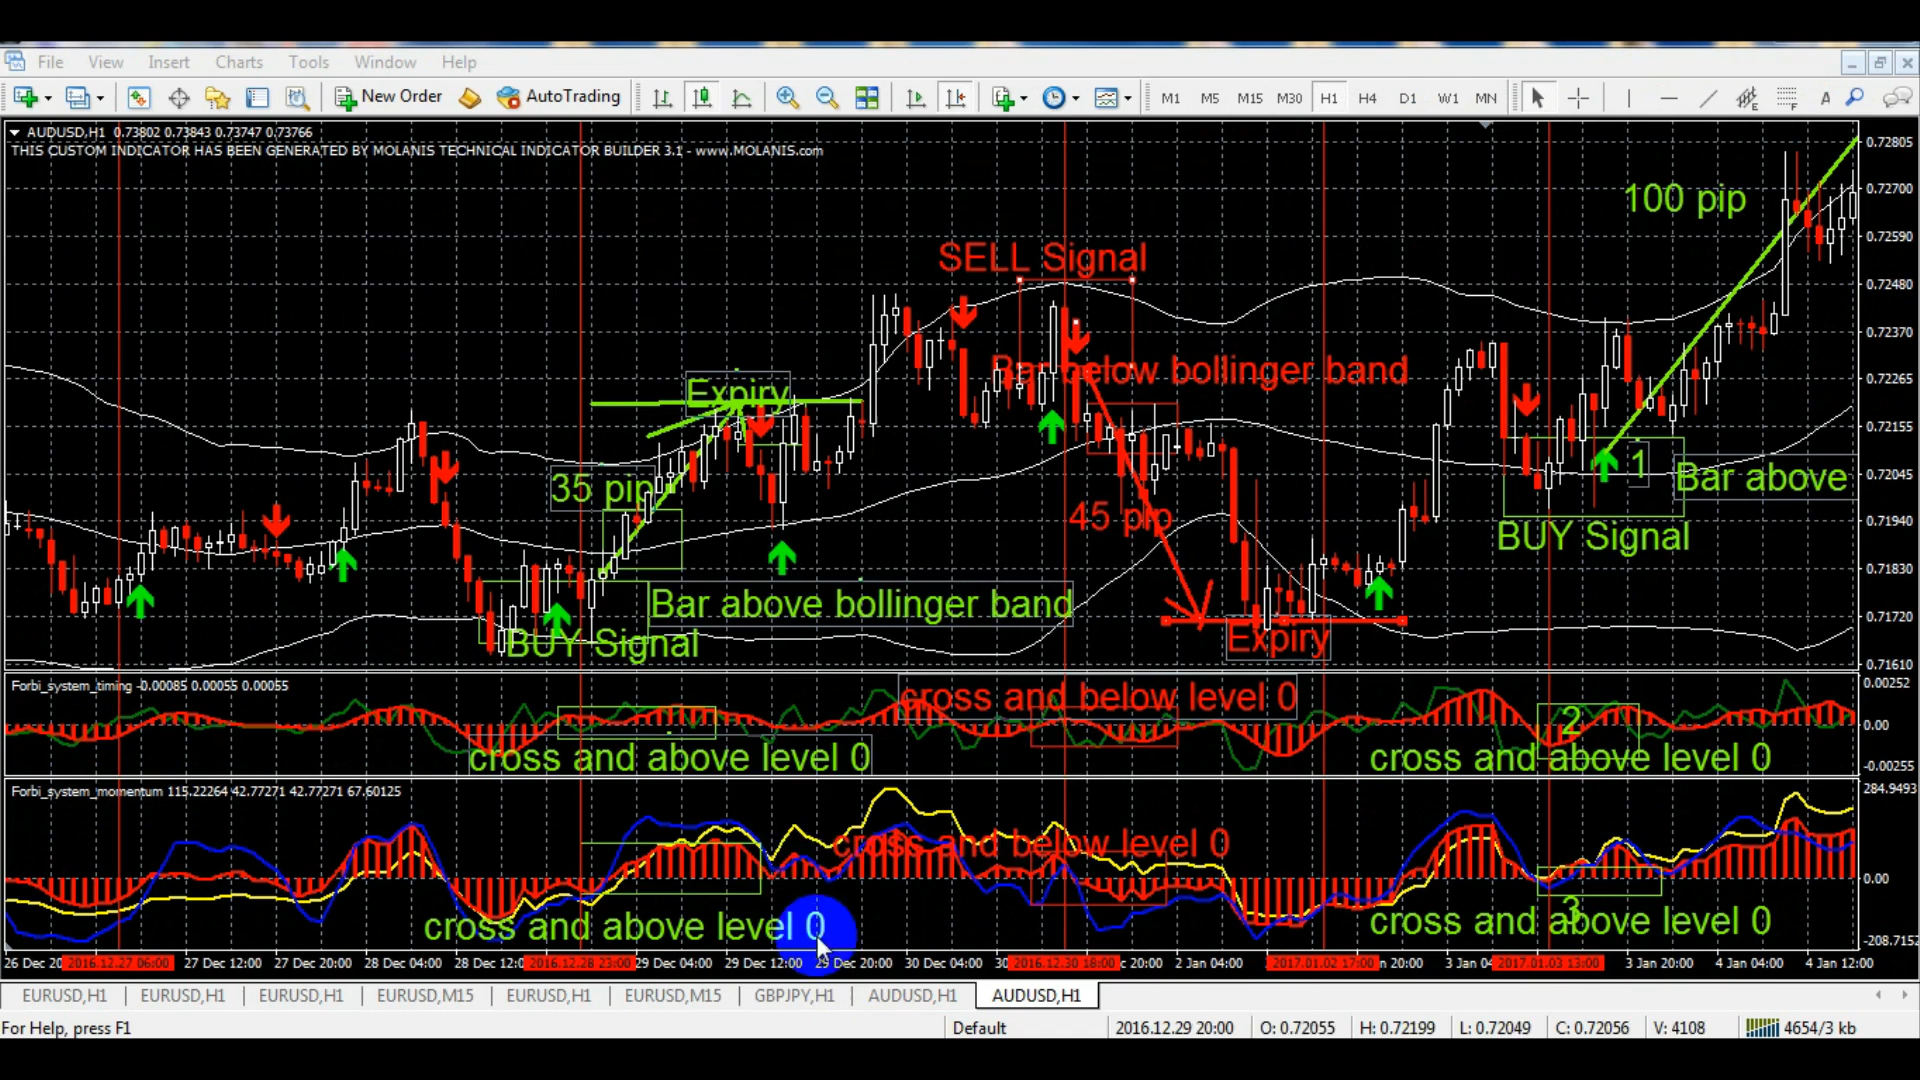 File View Insert Charts Tools Window Help
New Order AutoTrading M1 M5 M15 M30 H1 H4 D1 W1 MN
AUDUSD,H1 0.73802 0.73843 0.73747 0.73766
THIS CUSTOM INDICATOR HAS BEEN GENERATED BY MOLANIS TECHNICAL INDICATOR BUILDER 3.1 - www.MOLANIS.com
0.72805
100 pip
0.72700
0.72590
SELL Signal
0.72480
0.72370
Bar below bollinger band
0.72265
Expiry
0.72155
1
Bar above
0.72045
35 pip
45 pip
0.71940
BUY Signal
0.71830
Bar above bollinger band
0.71720
BUY Signal
Expiry
0.71610
Forbi_system_timing -0.00085 0.00055 0.00055
0.00252
cross and below level 0
2
0.00
cross and above level 0
cross and above level 0
-0.00255
Forbi_system_momentum 115.22264 42.77271 42.77271 67.60125
284.9493
cross and below level 0
0.00
3
cross and above level 0
cross and above level 0
-208.7152
26 Dec 20 2016.12.27 06:00 27 Dec 12:00 27 Dec 20:00 28 Dec 04:00 28 Dec 12:0 2016.12.28 23:00 29 Dec 04:00 29 Dec 12:00 29 Dec 20:00 30 Dec 04:00 30 2016.12.30 18:00 c 20:00 2 Jan 04:00 2017.01.02 17:00 n 20:00 3 Jan 04 2017.01.03 13:00 3 Jan 20:00 4 Jan 04:00 4 Jan 12:00
EURUSD,H1 EURUSD,H1 EURUSD,H1 EURUSD,M15 EURUSD,H1 EURUSD,M15 GBPJPY,H1 AUDUSD,H1 AUDUSD,H1
For Help, press F1 Default 2016.12.29 20:00 O: 0.72055 H: 0.72199 L: 0.72049 C: 0.72056 V: 4108 4654/3 kb